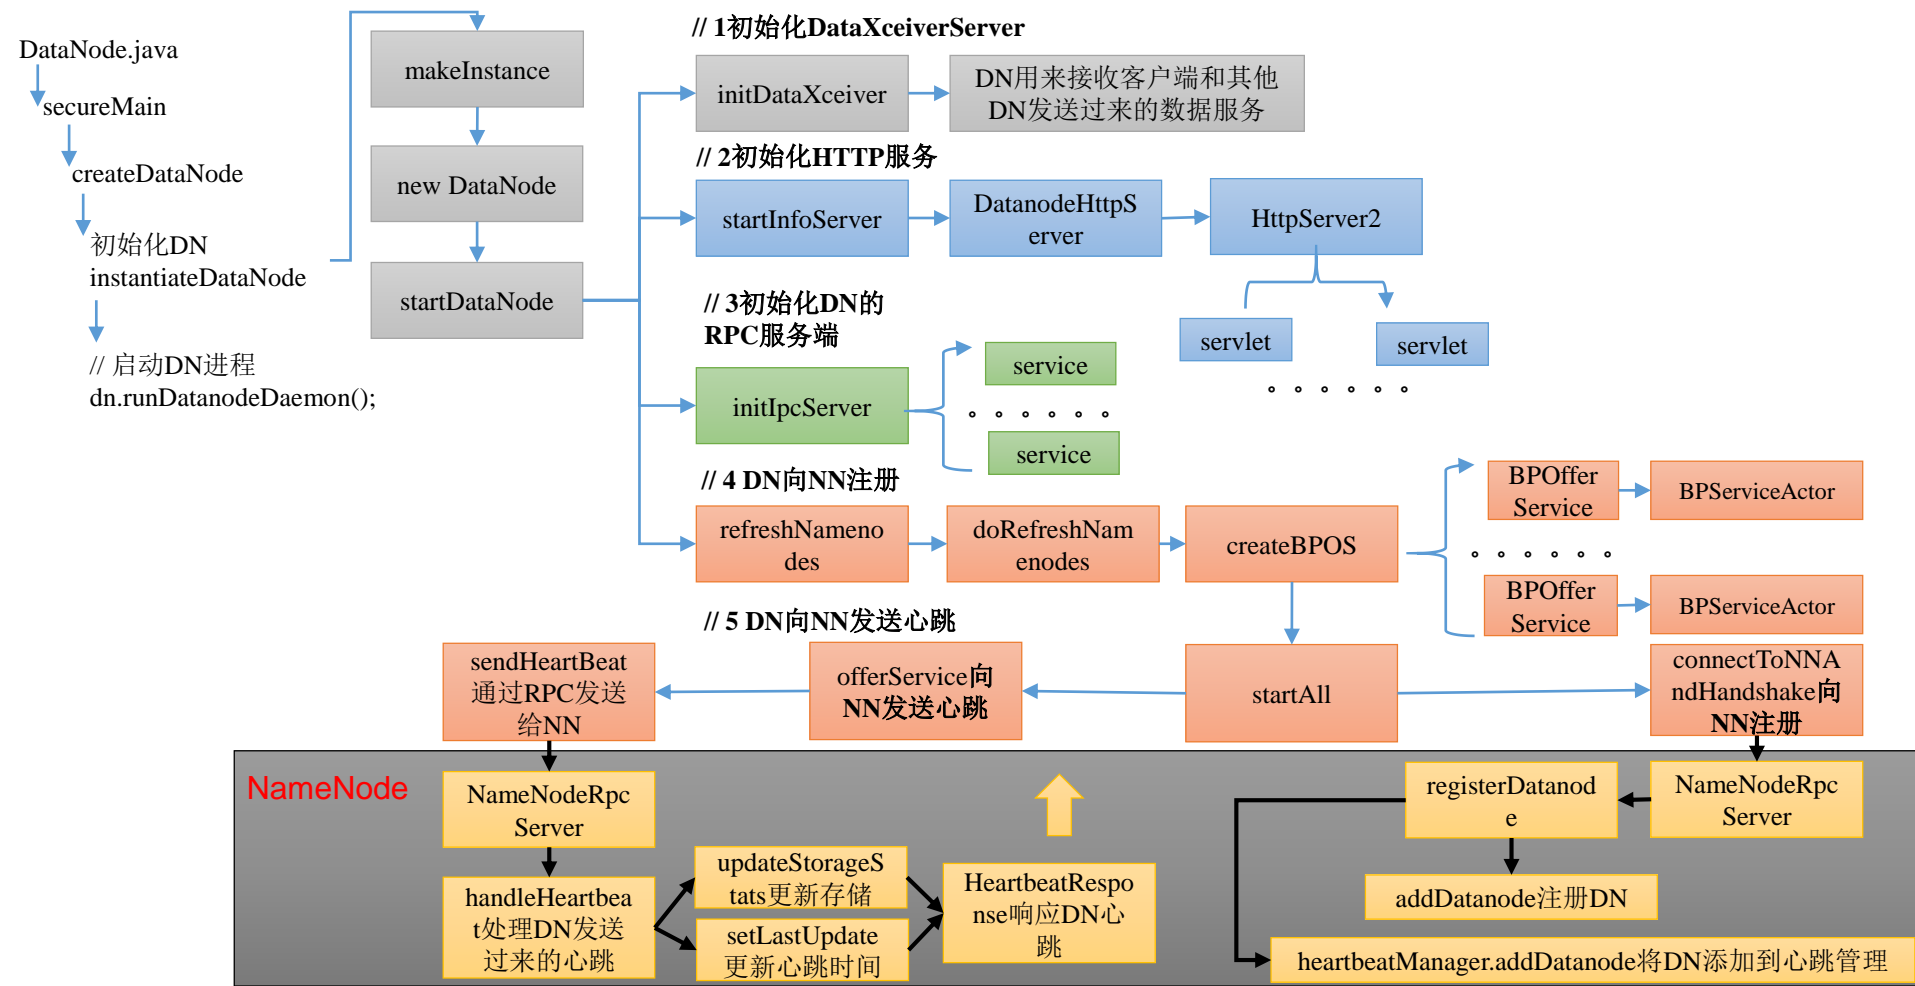 DataNode.java
secureMain
createDataNode
初始化DN
instantiateDataNode
// 启动DN进程
dn.runDatanodeDaemon();
makeInstance
new DataNode
startDataNode
// 1初始化DataXceiverServer
initDataXceiver
DN用来接收客户端和其他
DN发送过来的数据服务
// 2初始化HTTP服务
startInfoServer
DatanodeHttpS
erver
HttpServer2
servlet
servlet
。。。。。。
// 3初始化DN的
RPC服务端
initIpcServer
service
。。。。。。
service
// 4 DN向NN注册
refreshNameno
des
doRefreshNam
enodes
createBPOS
BPOffer
Service
BPServiceActor
。。。。。。
BPOffer
Service
BPServiceActor
// 5 DN向NN发送心跳
sendHeartBeat
通过RPC发送
给NN
offerService向
NN发送心跳
startAll
connectToNNA
ndHandshake向
NN注册
NameNode
NameNodeRpc
Server
handleHeartbea
t处理DN发送
过来的心跳
updateStorageS
tats更新存储
setLastUpdate
更新心跳时间
HeartbeatRespo
nse响应DN心
跳
registerDatanod
e
NameNodeRpc
Server
addDatanode注册DN
heartbeatManager.addDatanode将DN添加到心跳管理